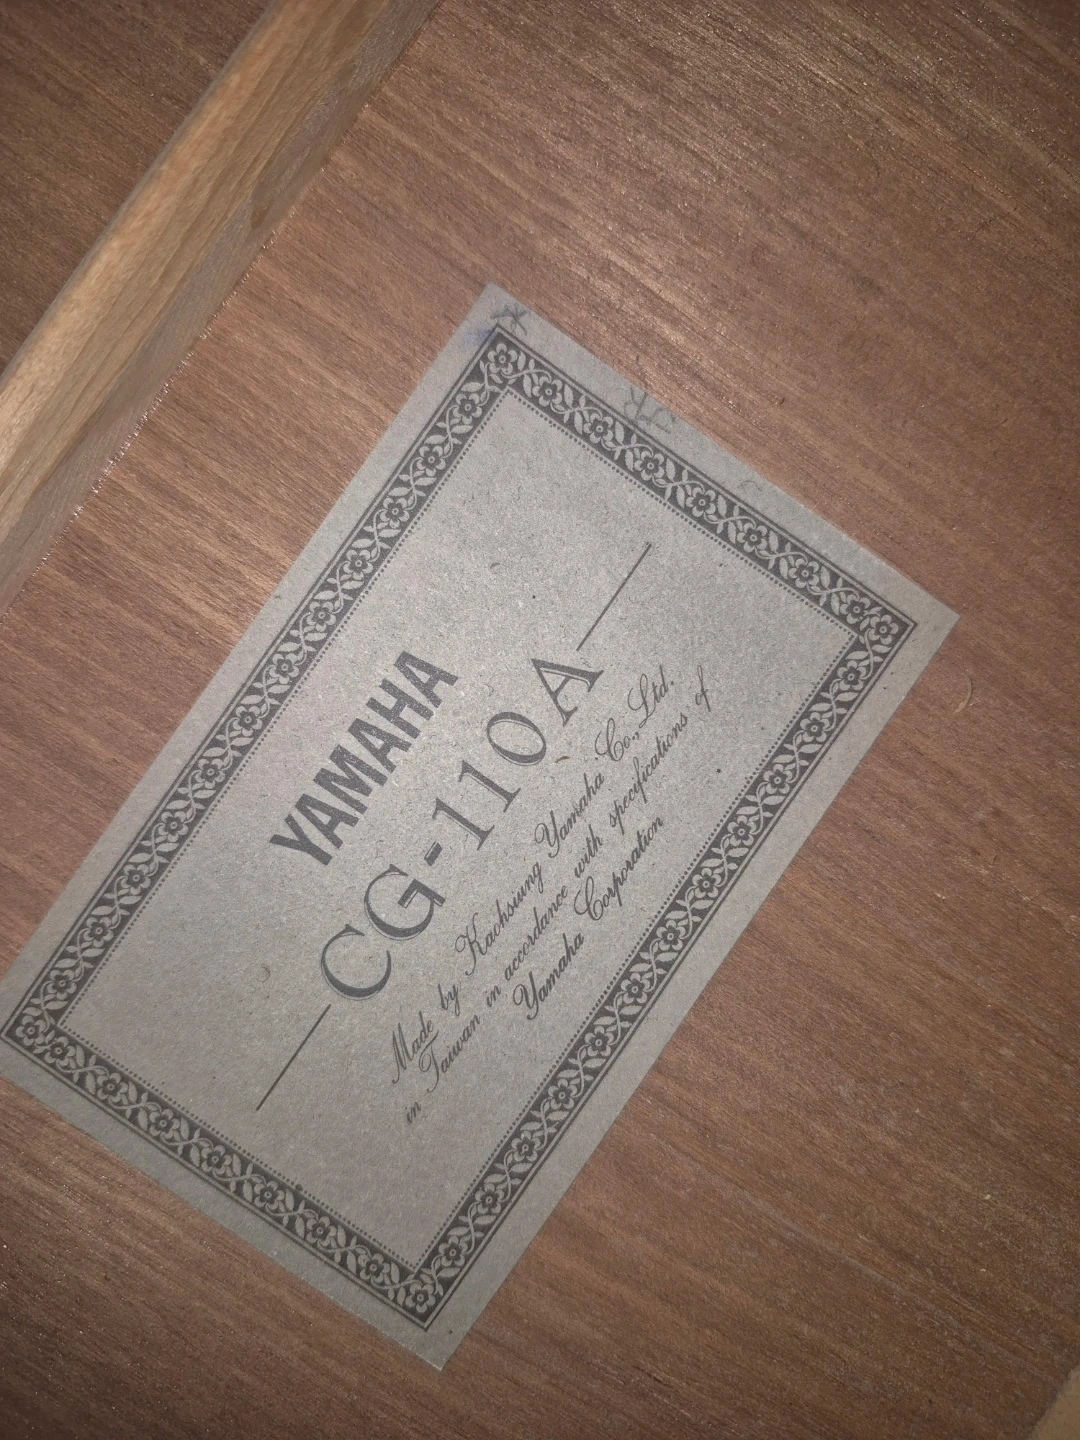 YAMAHA
CG-110A
Made by Kaohsiung Yamaha Co., Ltd.
in Taiwan in accordance with specifications of
Yamaha Corporation